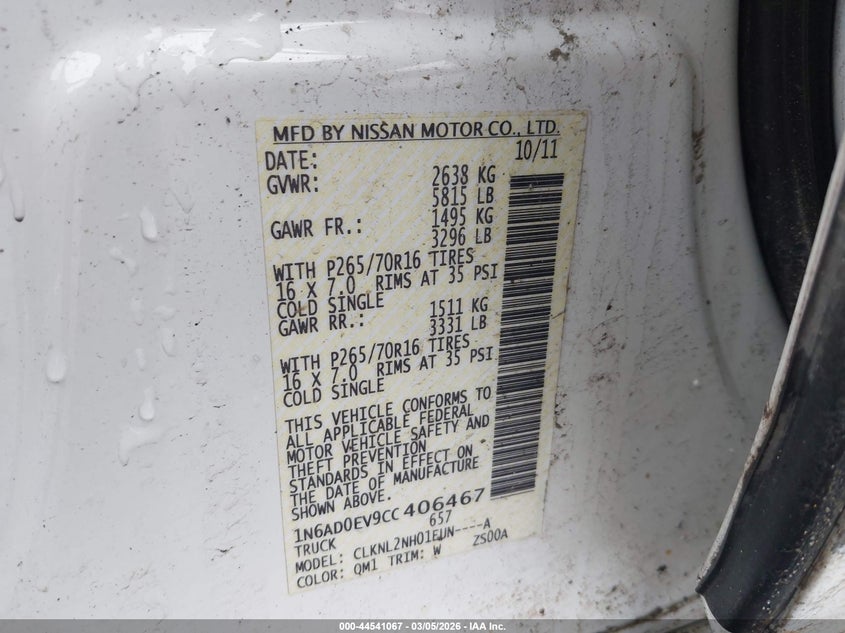 MFD BY NISSAN MOTOR CO., LTD.
DATE: 10/11
GVWR: 2638 KG
5815 LB
GAWR FR.: 1495 KG
3296 LB
WITH P265/70R16 TIRES
16 X 7.0 RIMS AT 35 PSI
COLD SINGLE
GAWR RR.: 1511 KG
3331 LB
WITH P265/70R16 TIRES
16 X 7.0 RIMS AT 35 PSI
COLD SINGLE
THIS VEHICLE CONFORMS TO
ALL APPLICABLE FEDERAL
MOTOR VEHICLE SAFETY AND
THEFT PREVENTION
STANDARDS IN EFFECT ON
THE DATE OF MANUFACTURE
SHOWN ABOVE.
1N6AD0EV9CC406467
TRUCK 657
MODEL: CLKNL2NH01EUN----A
COLOR: QM1 TRIM: W ZS00A
000-44541067 - 03/05/2026 - IAA Inc.